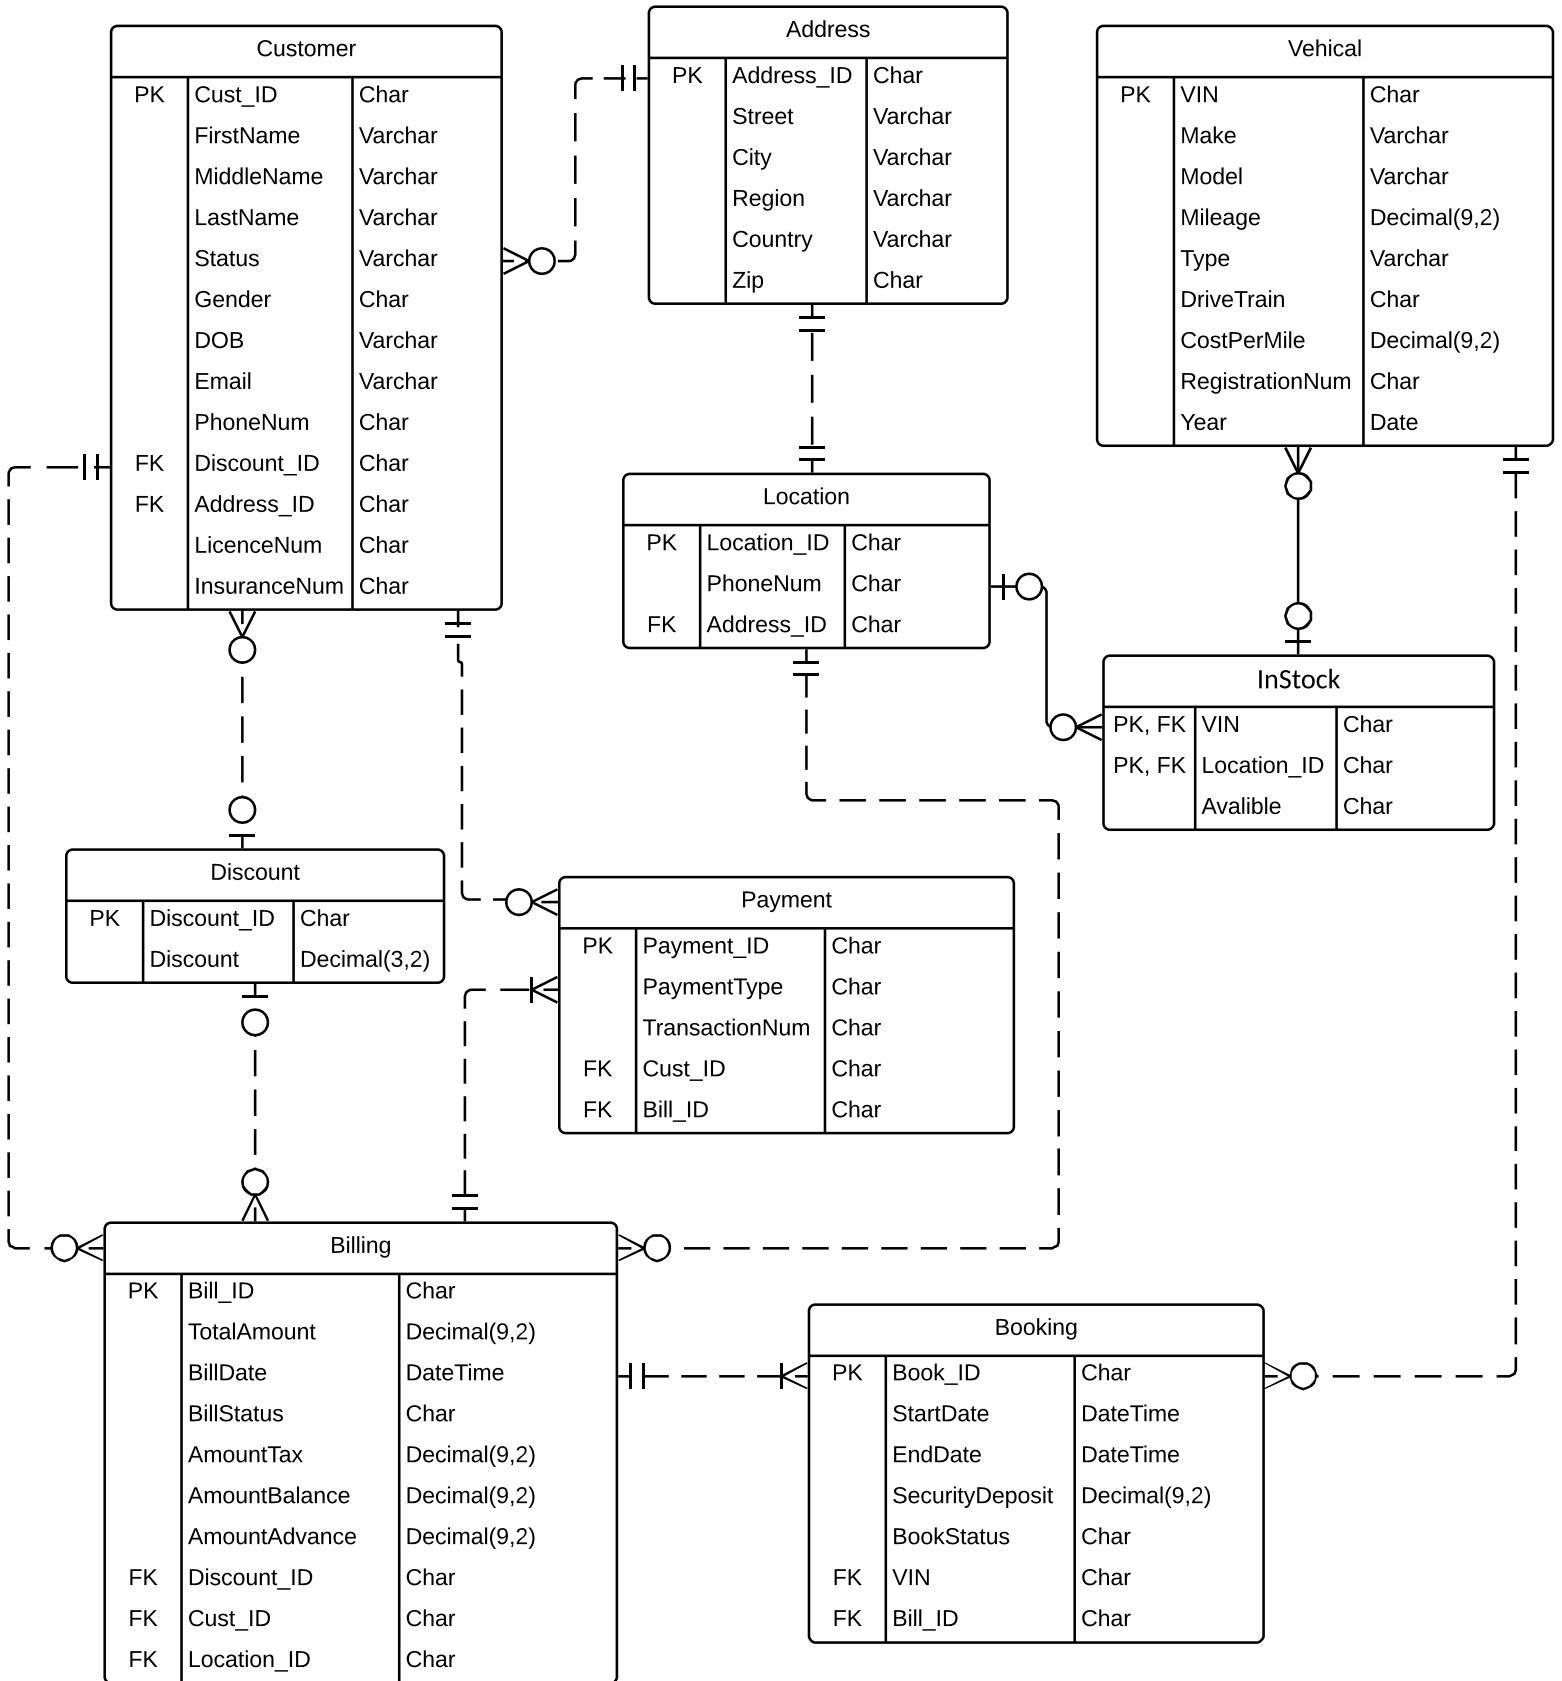 Customer
PK Cust_ID Char
FirstName Varchar
MiddleName Varchar
LastName Varchar
Status Varchar
Gender Char
DOB Varchar
Email Varchar
PhoneNum Char
FK Discount_ID Char
FK Address_ID Char
LicenceNum Char
InsuranceNum Char
Address
PK Address_ID Char
Street Varchar
City Varchar
Region Varchar
Country Varchar
Zip Char
Vehical
PK VIN Char
Make Varchar
Model Varchar
Mileage Decimal(9,2)
Type Varchar
DriveTrain Char
CostPerMile Decimal(9,2)
RegistrationNum Char
Year Date
Location
PK Location_ID Char
PhoneNum Char
FK Address_ID Char
InStock
PK, FK VIN Char
PK, FK Location_ID Char
Avalible Char
Discount
PK Discount_ID Char
Discount Decimal(3,2)
Payment
PK Payment_ID Char
PaymentType Char
TransactionNum Char
FK Cust_ID Char
FK Bill_ID Char
Billing
PK Bill_ID Char
TotalAmount Decimal(9,2)
BillDate DateTime
BillStatus Char
AmountTax Decimal(9,2)
AmountBalance Decimal(9,2)
AmountAdvance Decimal(9,2)
FK Discount_ID Char
FK Cust_ID Char
FK Location_ID Char
Booking
PK Book_ID Char
StartDate DateTime
EndDate DateTime
SecurityDeposit Decimal(9,2)
BookStatus Char
FK VIN Char
FK Bill_ID Char